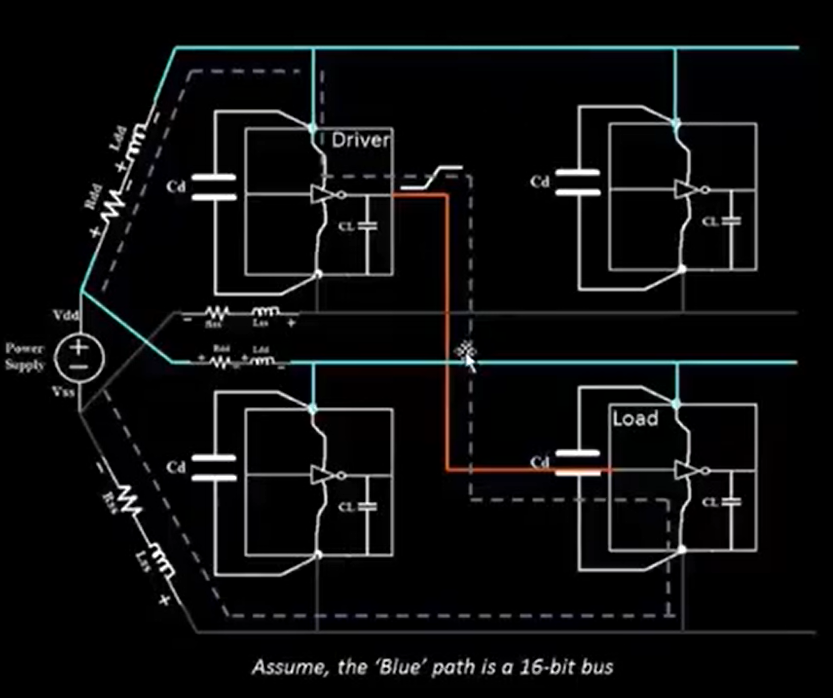 Driver
Ldd
Rdd
+
+
Cd
CL
Cd
CL
Vdd
Power
Supply
Vss
Rss
Lss
+
Rdd
Ldd
+
+
Load
Cd
CL
Cd
CL
Rss
Lss
+
Assume, the 'Blue' path is a 16-bit bus